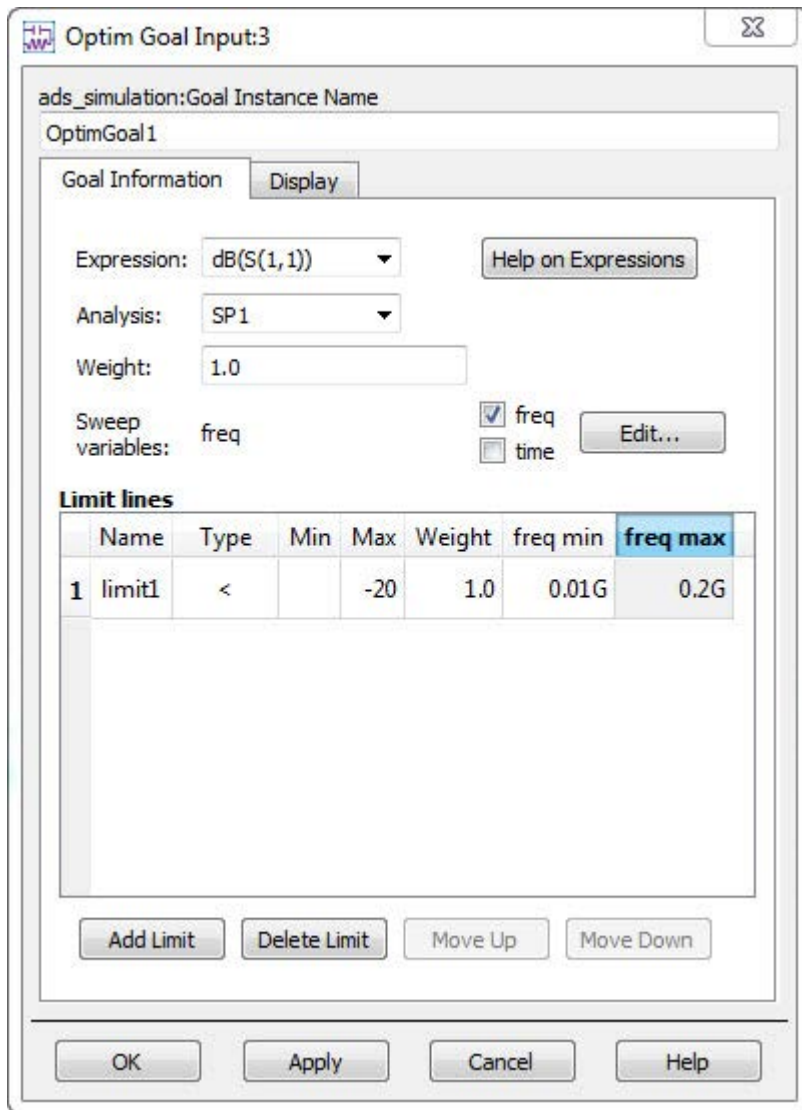 Optim Goal Input:3
ads_simulation:Goal Instance Name
OptimGoal1
Goal Information Display
Expression: dB(S(1,1)) Help on Expressions
Analysis: SP1
Weight: 1.0
Sweep variables: freq freq time Edit...
Limit lines
Name Type Min Max Weight freq min freq max
1 limit1 < -20 1.0 0.01G 0.2G
Add Limit Delete Limit Move Up Move Down
OK Apply Cancel Help